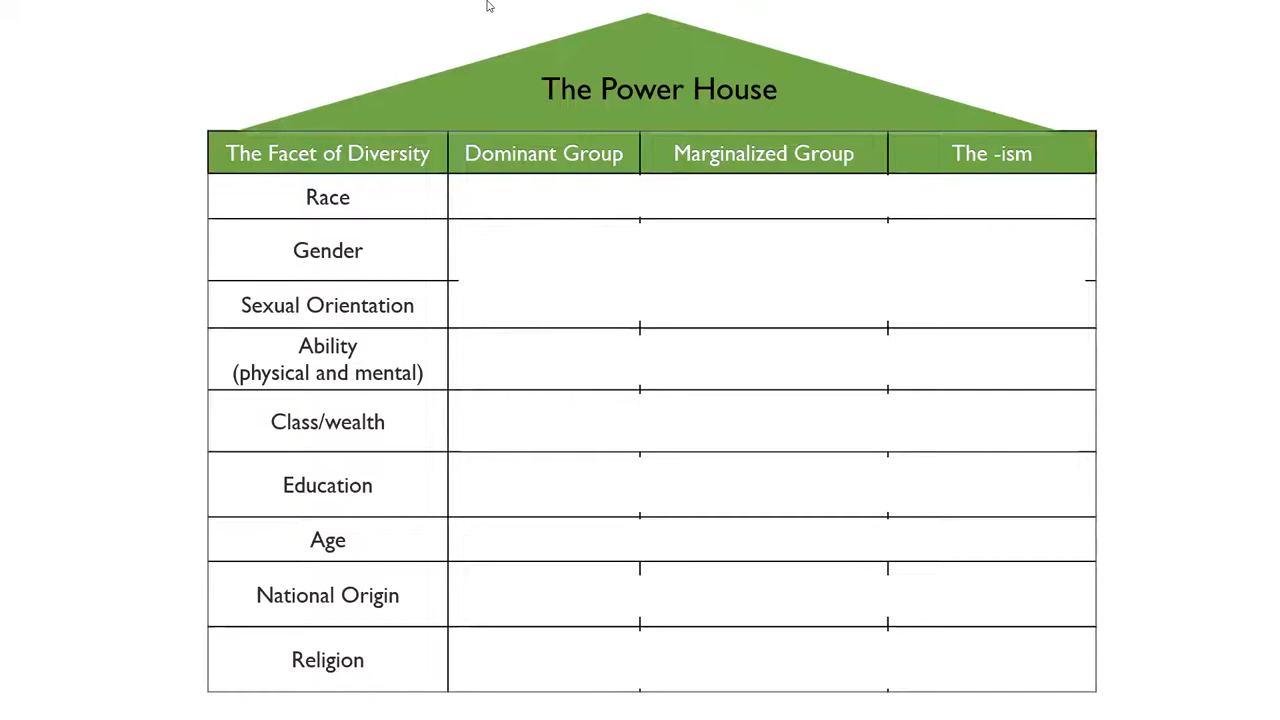 The Power House
The Facet of Diversity Dominant Group Marginalized Group The -ism
Race
Gender
Sexual Orientation
Ability
(physical and mental)
Class/wealth
Education
Age
National Origin
Religion